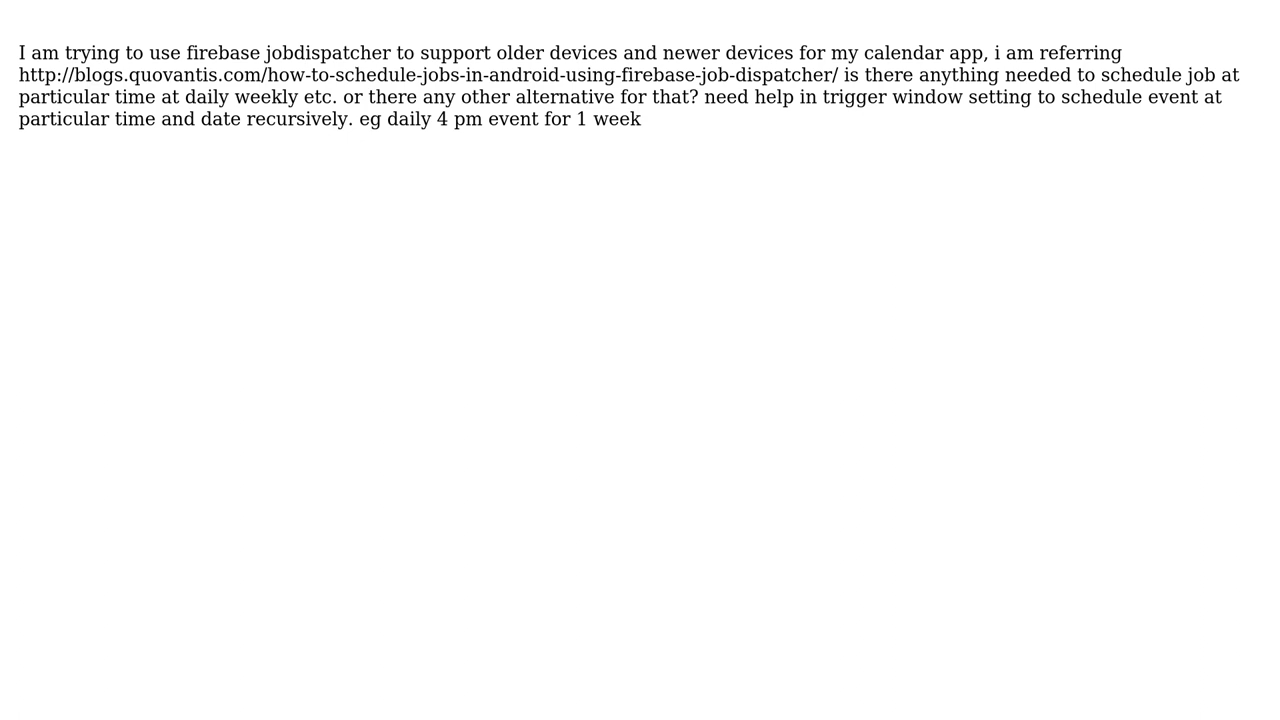 I am trying to use firebase jobdispatcher to support older devices and newer devices for my calendar app, i am referring
http://blogs.quovantis.com/how-to-schedule-jobs-in-android-using-firebase-job-dispatcher/ is there anything needed to schedule job at
particular time at daily weekly etc. or there any other alternative for that? need help in trigger window setting to schedule event at
particular time and date recursively. eg daily 4 pm event for 1 week